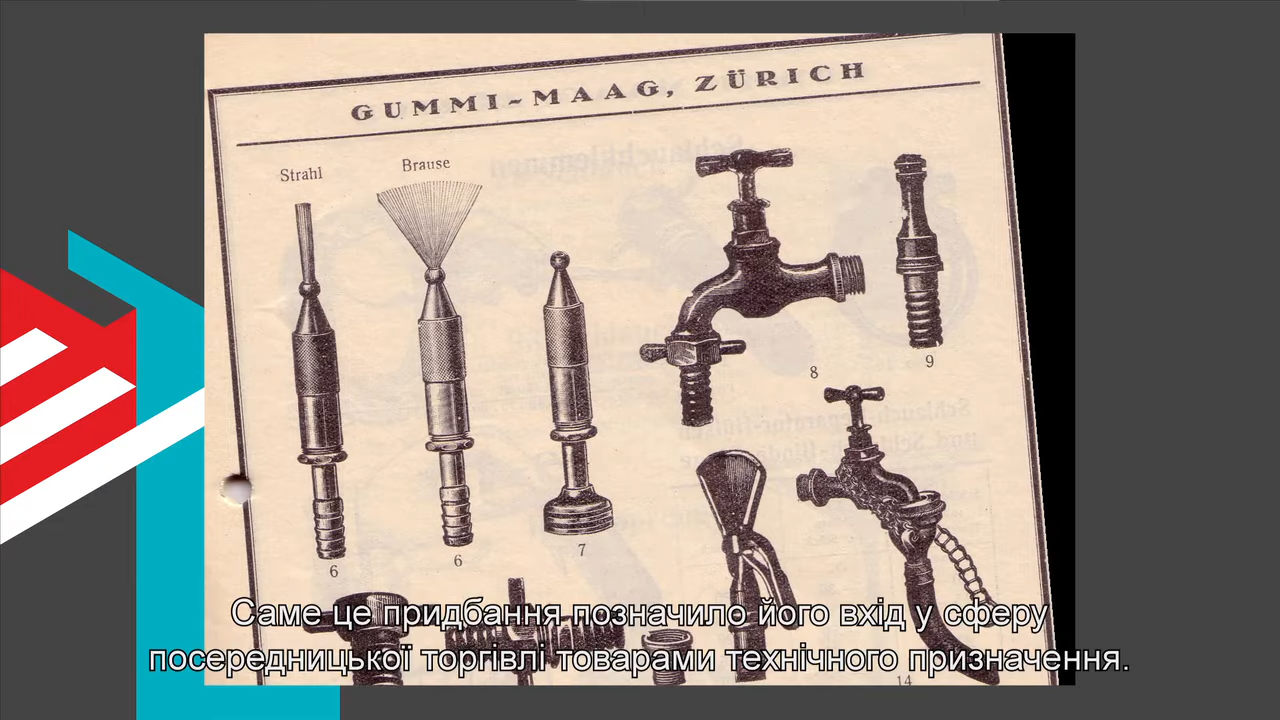 GUMMI-MAAG, ZÜRICH
Strahl
Brause
6
6
7
8
9
14
Саме це придбання позначило його вхід у сферу
посередницької торгівлі товарами технічного призначення.